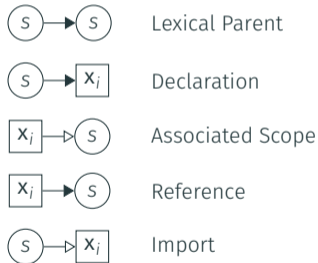 S S Lexical Parent
S xi Declaration
xi S Associated Scope
xi S Reference
S xi Import